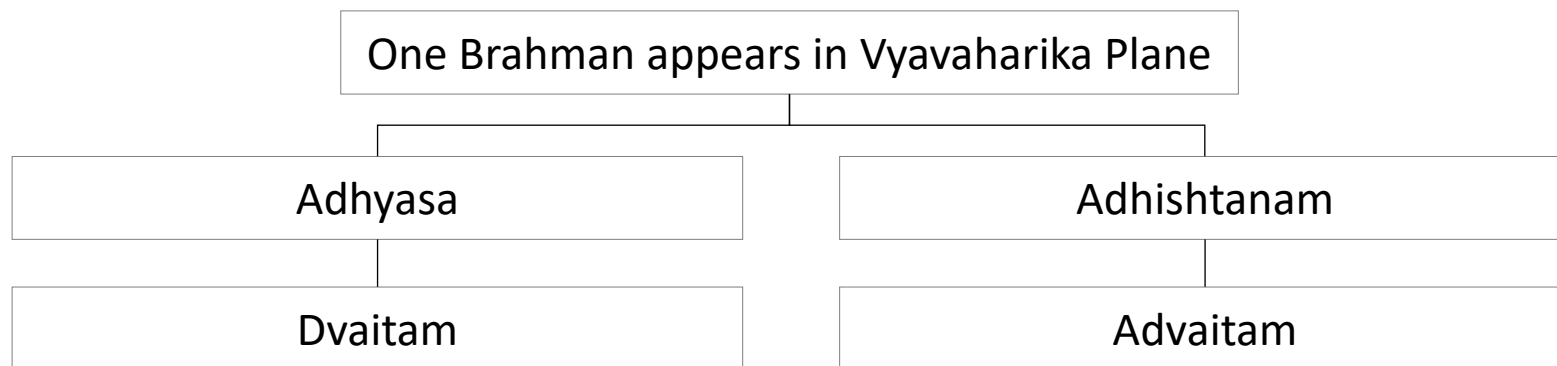 One Brahman appears in Vyavaharika Plane
Adhyasa
Adhishtanam
Dvaitam
Advaitam